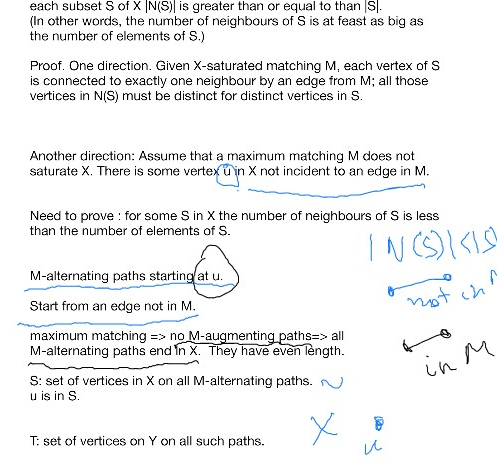 each subset S of X |N(S)| is greater than or equal to than |S|.
(In other words, the number of neighbours of S is at least as big as
the number of elements of S.)
Proof. One direction. Given X-saturated matching M, each vertex of S
is connected to exactly one neighbour by an edge from M; all those
vertices in N(S) must be distinct for distinct vertices in S.
Another direction: Assume that a maximum matching M does not
saturate X. There is some vertex u in X not incident to an edge in M.
Need to prove : for some S in X the number of neighbours of S is less
than the number of elements of S.
|N(S)|<|S|
M-alternating paths starting at u.
not in M
Start from an edge not in M.
maximum matching => no M-augmenting paths=> all
M-alternating paths end in X. They have even length.
in M
S: set of vertices in X on all M-alternating paths.
u is in S.
X
u
T: set of vertices on Y on all such paths.